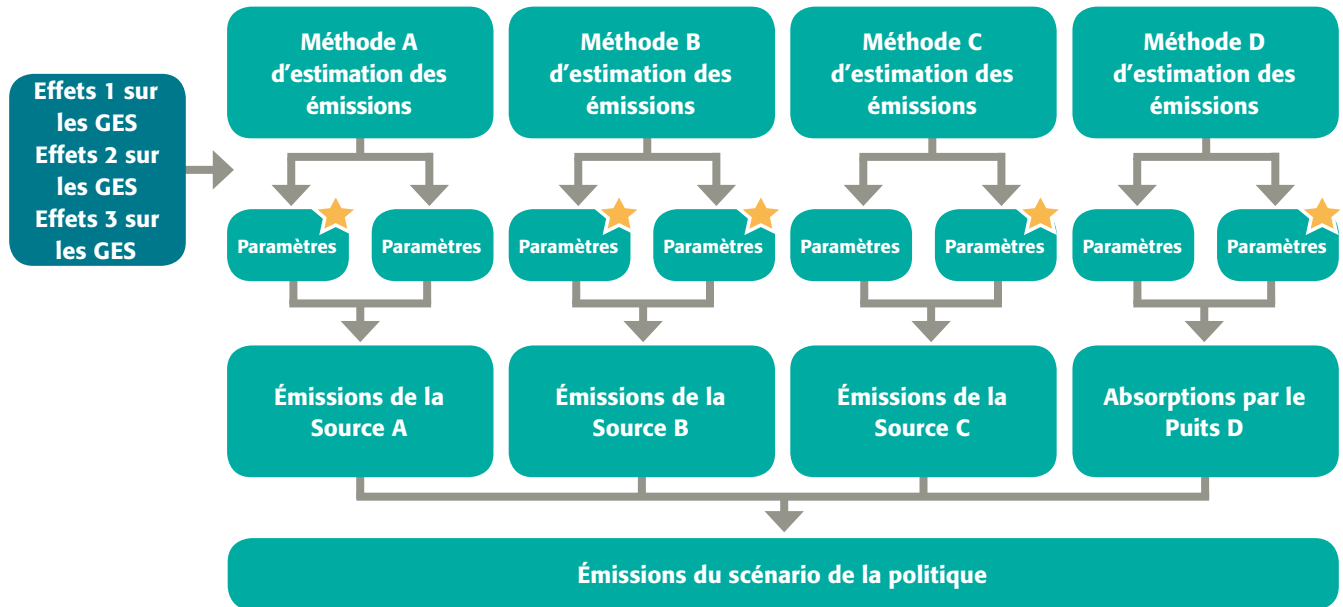 Effets 1 sur
les GES
Effets 2 sur
les GES
Effets 3 sur
les GES
Méthode A
d’estimation des
émissions
Méthode B
d’estimation des
émissions
Méthode C
d’estimation des
émissions
Méthode D
d’estimation des
émissions
Paramètres
Paramètres
Paramètres
Paramètres
Paramètres
Paramètres
Paramètres
Paramètres
Émissions de la
Source A
Émissions de la
Source B
Émissions de la
Source C
Absorptions par le
Puits D
Émissions du scénario de la politique